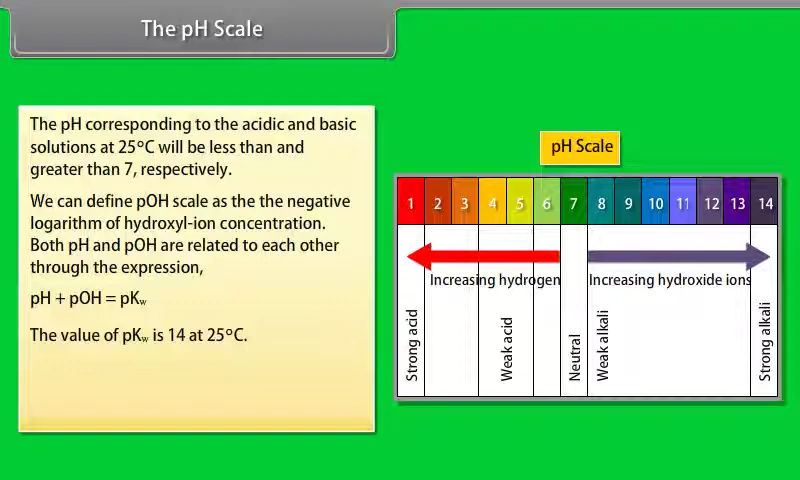 The pH Scale
The pH corresponding to the acidic and basic
solutions at 25°C will be less than and
greater than 7, respectively.
We can define pOH scale as the the negative
logarithm of hydroxyl-ion concentration.
Both pH and pOH are related to each other
through the expression,
pH + pOH = pKw
The value of pKw is 14 at 25°C.
pH Scale
1 2 3 4 5 6 7 8 9 10 11 12 13 14
Increasing hydrogen Increasing hydroxide ions
Strong acid
Weak acid
Neutral
Weak alkali
Strong alkali